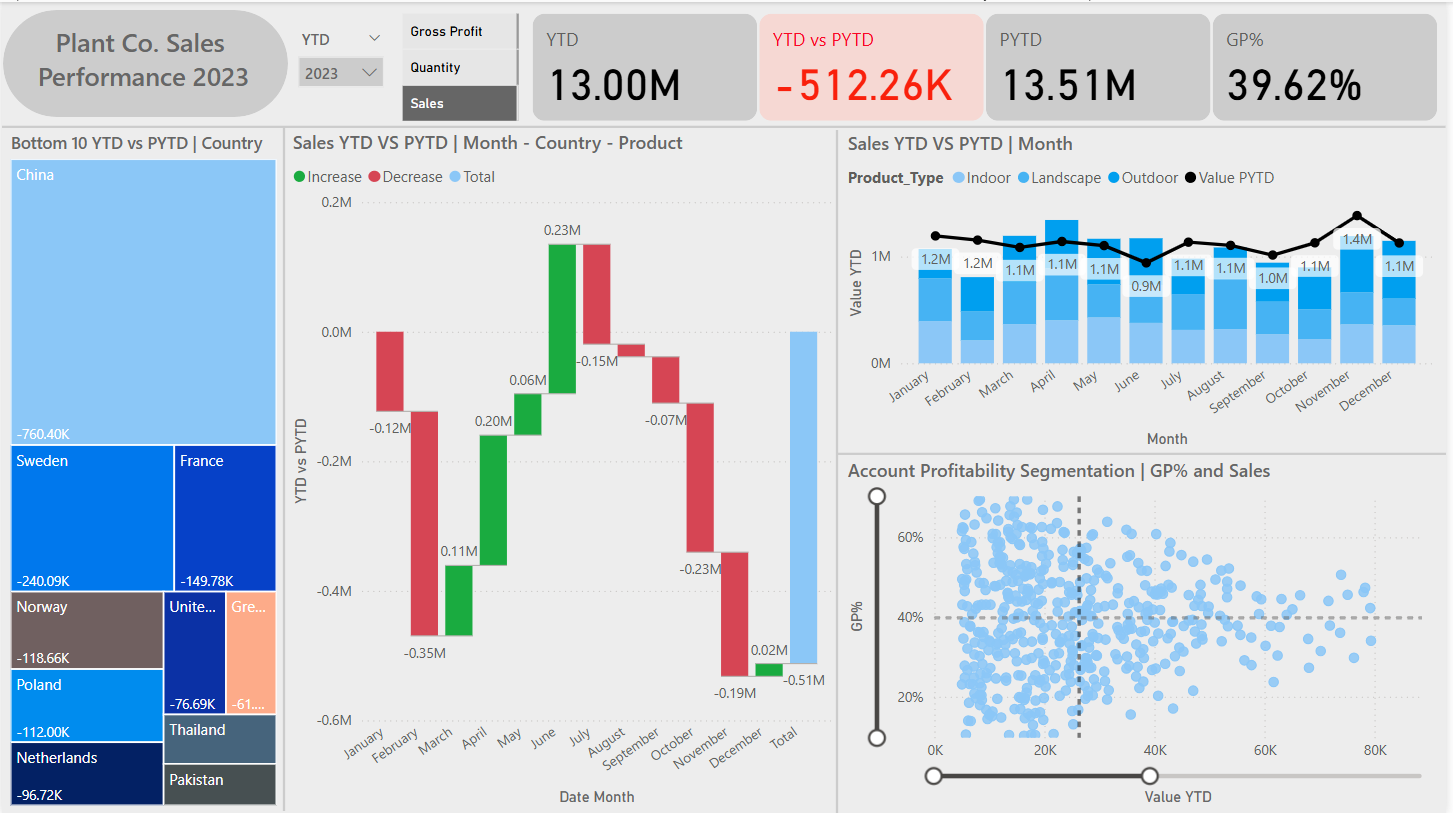 Plant Co. Sales
Performance 2023
YTD
2023
Gross Profit
Quantity
Sales
YTD
13.00M
YTD vs PYTD
-512.26K
PYTD
13.51M
GP%
39.62%
Bottom 10 YTD vs PYTD | Country
China
-760.40K
Sweden
-240.09K
France
-149.78K
Norway
-118.66K
Poland
-112.00K
Netherlands
-96.72K
Unite...
-76.69K
Gre...
-61....
Thailand
Pakistan
Sales YTD VS PYTD | Month - Country - Product
Increase Decrease Total
YTD vs PYTD
0.2M
0.0M
-0.2M
-0.4M
-0.6M
-0.12M
-0.35M
0.11M
0.20M
0.06M
0.23M
-0.15M
-0.07M
-0.23M
-0.19M
0.02M
-0.51M
January
February
March
April
May
June
July
August
September
October
November
December
Total
Date Month
Sales YTD VS PYTD | Month
Product_Type Indoor Landscape Outdoor Value PYTD
Value YTD
1M
0M
1.2M
1.2M
1.1M
1.1M
1.1M
0.9M
1.1M
1.1M
1.0M
1.1M
1.4M
1.1M
January
February
March
April
May
June
July
August
September
October
November
December
Month
Account Profitability Segmentation | GP% and Sales
GP%
60%
40%
20%
0K
20K
40K
60K
80K
Value YTD